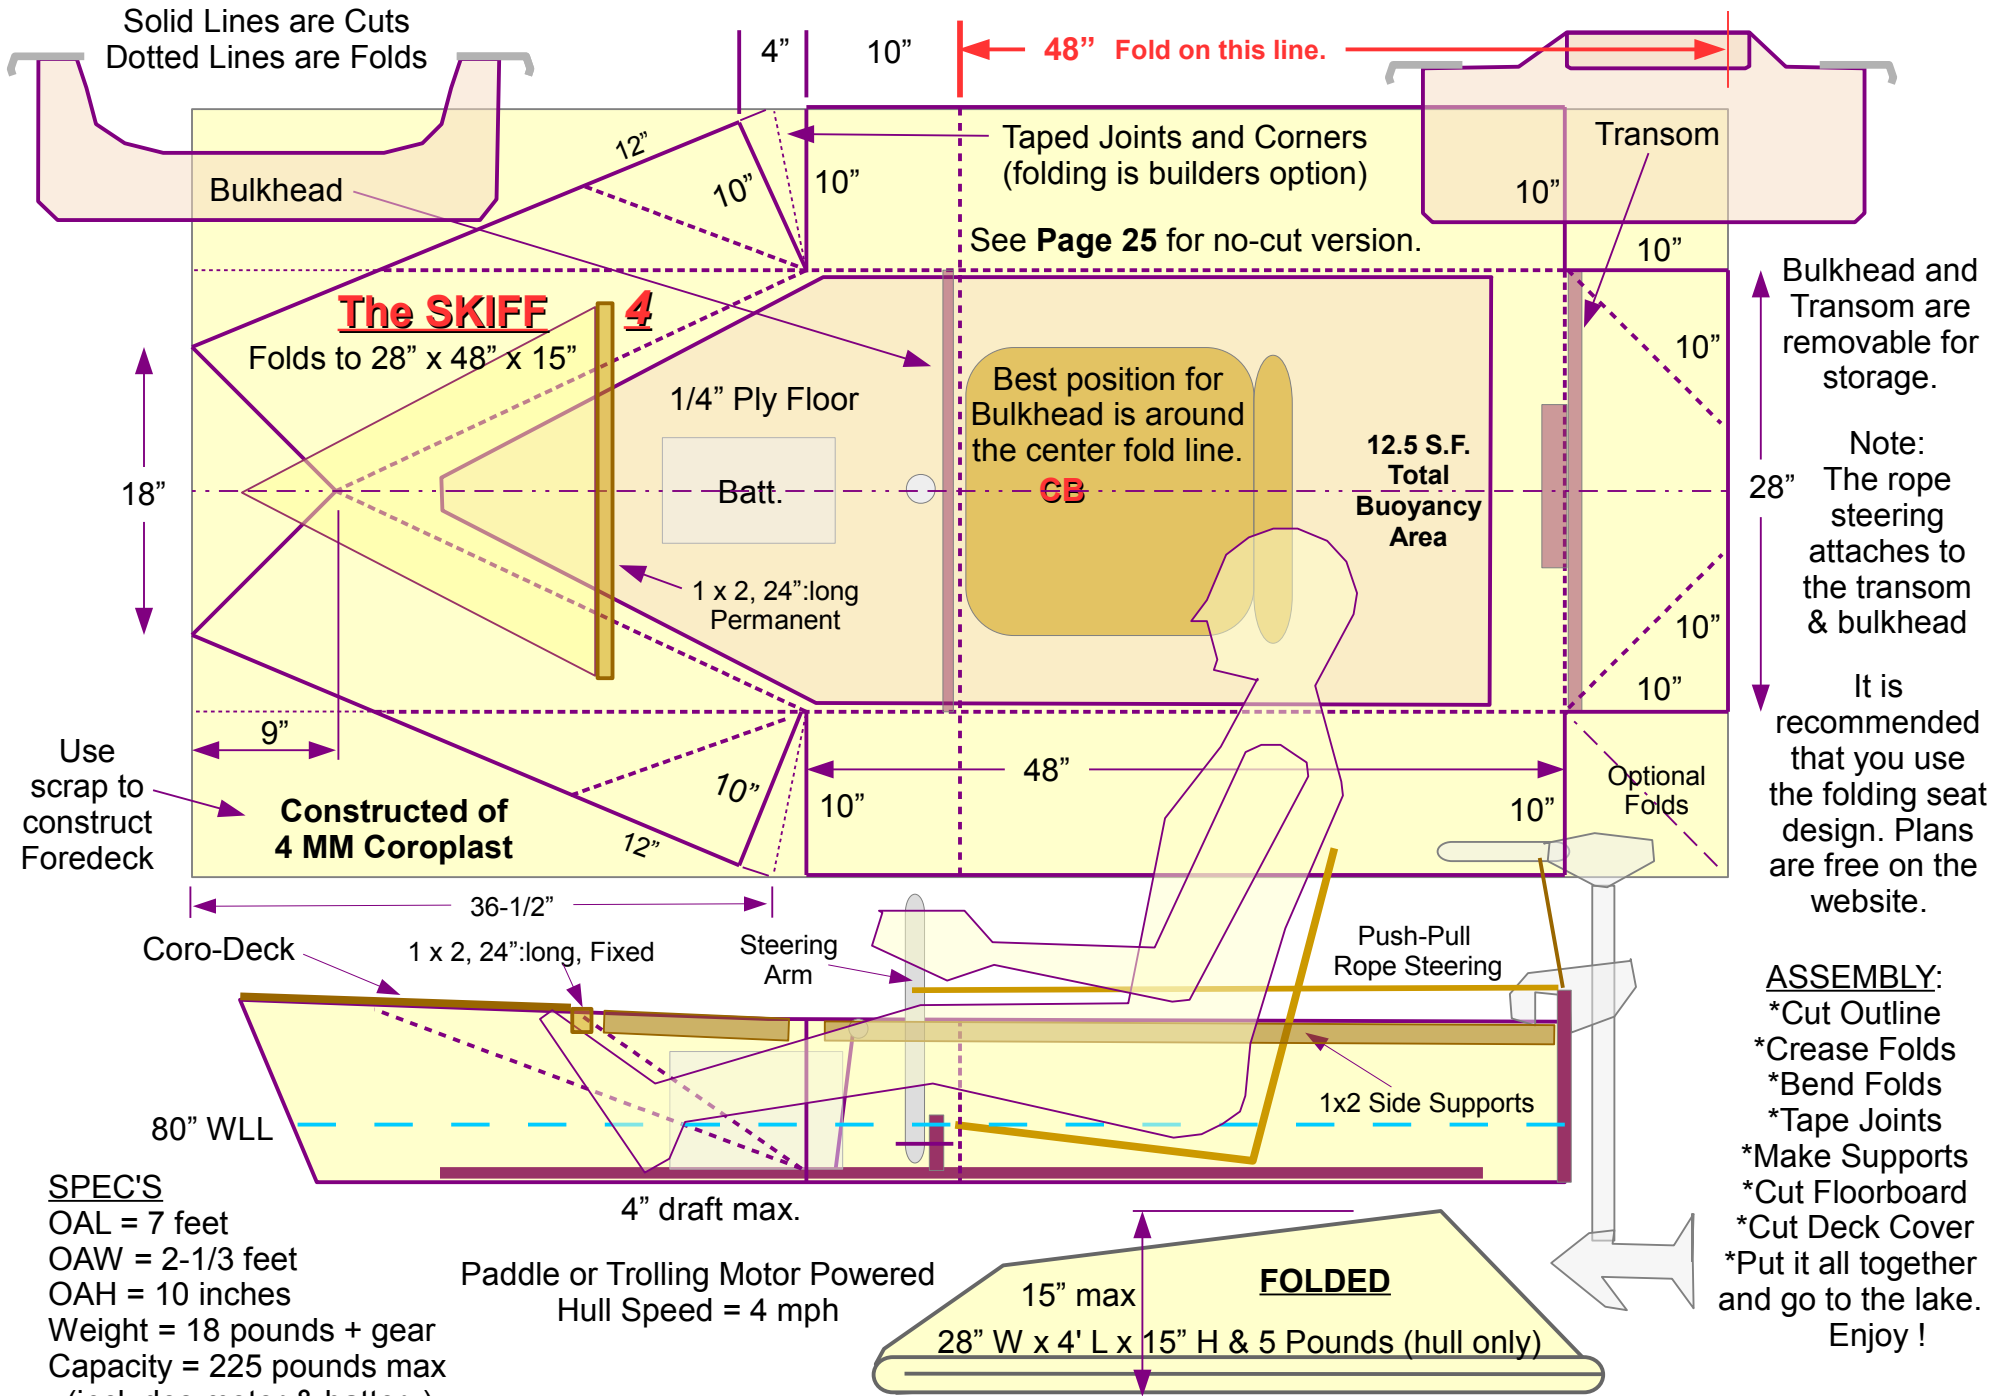 Solid Lines are Cuts
Dotted Lines are Folds
4”
10”
48” Fold on this line.
12”
10”
10”
Taped Joints and Corners
(folding is builders option)
Transom
10”
Bulkhead
See Page 25 for no-cut version.
10”
The SKIFF 4
Folds to 28” x 48” x 15”
1/4” Ply Floor
Batt.
Best position for
Bulkhead is around
the center fold line.
CB
12.5 S.F.
Total
Buoyancy
Area
10”
28”
10”
10”
18”
1 x 2, 24”:long
Permanent
Bulkhead and
Transom are
removable for
storage.
Note:
The rope
steering
attaches to
the transom
& bulkhead
It is
recommended
that you use
the folding seat
design. Plans
are free on the
website.
9”
Use
scrap to
construct
Foredeck
Constructed of
4 MM Coroplast
12”
10”
10”
48”
10”
Optional
Folds
36-1/2”
Coro-Deck
1 x 2, 24”:long, Fixed
Steering
Arm
Push-Pull
Rope Steering
1x2 Side Supports
80” WLL
4” draft max.
SPEC'S
OAL = 7 feet
OAW = 2-1/3 feet
OAH = 10 inches
Weight = 18 pounds + gear
Capacity = 225 pounds max
(includes motor & battery)
Paddle or Trolling Motor Powered
Hull Speed = 4 mph
FOLDED
15” max
28” W x 4' L x 15” H & 5 Pounds (hull only)
ASSEMBLY:
*Cut Outline
*Crease Folds
*Bend Folds
*Tape Joints
*Make Supports
*Cut Floorboard
*Cut Deck Cover
*Put it all together
and go to the lake.
Enjoy !